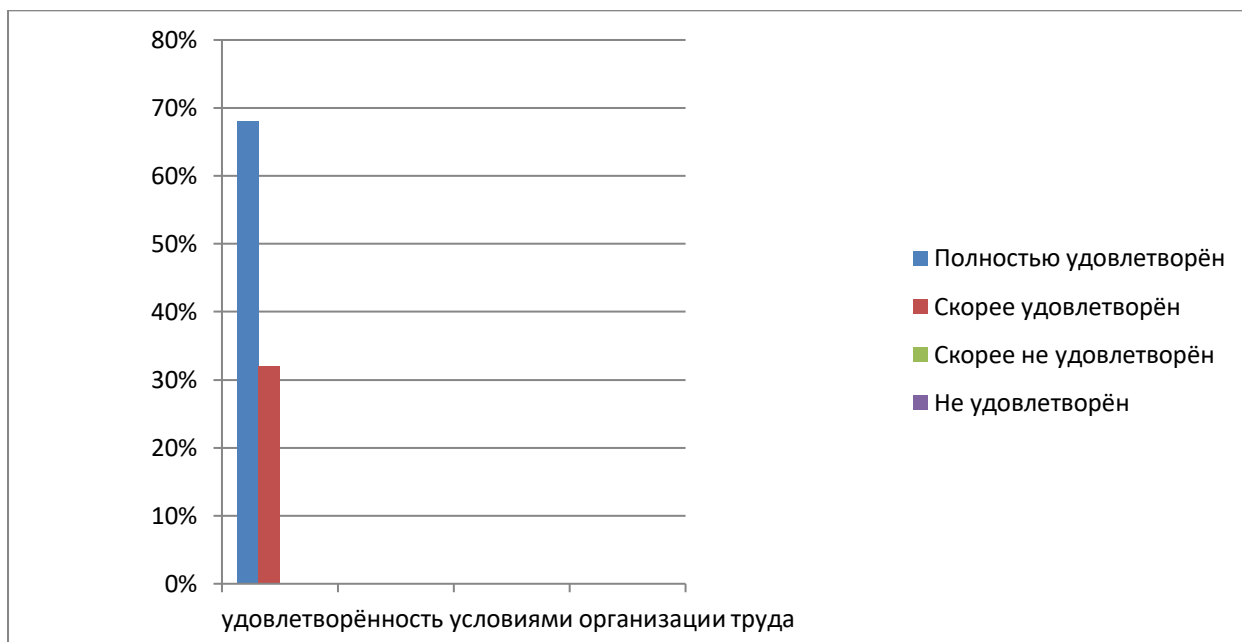 80%
70%
60%
50%
40%
30%
20%
10%
0%
удовлетворённость условиями организации труда
Полностью удовлетворён
Скорее удовлетворён
Скорее не удовлетворён
Не удовлетворён